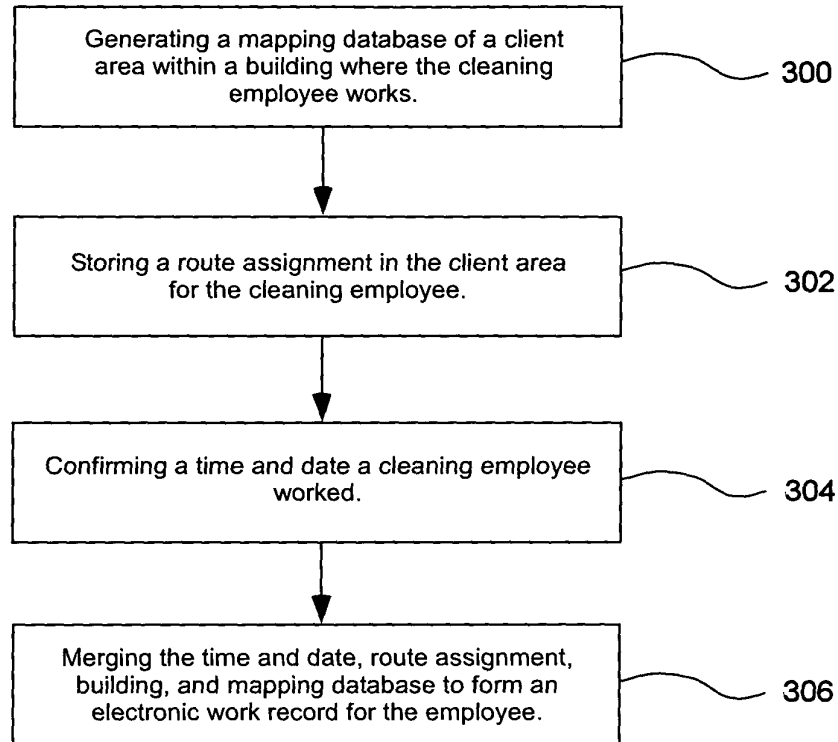 Generating a mapping database of a client
area within a building where the cleaning
employee works.
300
Storing a route assignment in the client area
for the cleaning employee.
302
Confirming a time and date a cleaning employee
worked.
304
Merging the time and date, route assignment,
building, and mapping database to form an
electronic work record for the employee.
306